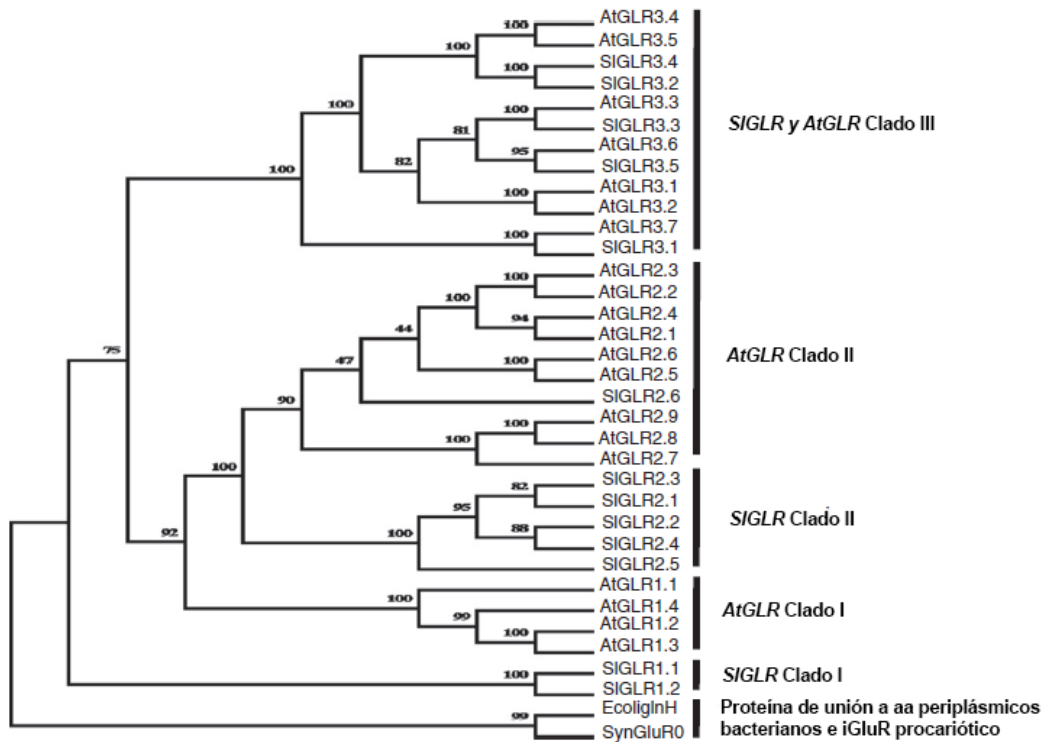 AtGLR3.4
100
AtGLR3.5
100
SlGLR3.4
100
SlGLR3.2
100
AtGLR3.3
100
SlGLR3.3
81
AtGLR3.6
95
SlGLR3.5
82
AtGLR3.1
100
AtGLR3.2
100
AtGLR3.7
100
SlGLR3.1
SlGLR y AtGLR Clado III
AtGLR2.3
100
AtGLR2.2
100
AtGLR2.4
94
AtGLR2.1
44
AtGLR2.6
100
AtGLR2.5
47
SlGLR2.6
90
AtGLR2.9
100
AtGLR2.8
100
AtGLR2.7
AtGLR Clado II
75
100
SlGLR2.3
82
SlGLR2.1
95
SlGLR2.2
88
SlGLR2.4
100
SlGLR2.5
SlGLR Clado II
92
AtGLR1.1
100
AtGLR1.4
99
AtGLR1.2
100
AtGLR1.3
AtGLR Clado I
SlGLR1.1
100
SlGLR1.2
SlGLR Clado I
EcoliglnH
99
SynGluR0
Proteína de unión a aa periplásmicos
bacterianos e iGluR procariótico